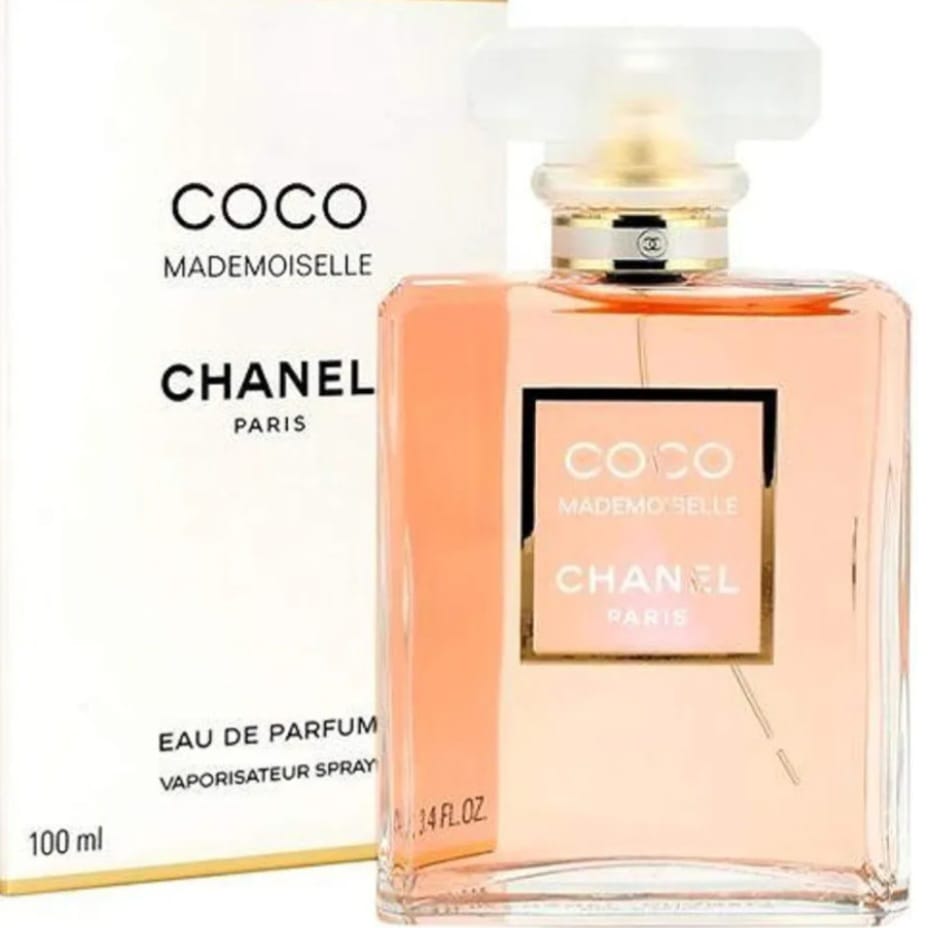 COCO
MADEMOISELLE
CHANEL
PARIS
EAU DE PARFUM
VAPORISATEUR SPRAY
100 ml
3.4 FL.OZ.
COCO
MADEMOISELLE
CHANEL
PARIS